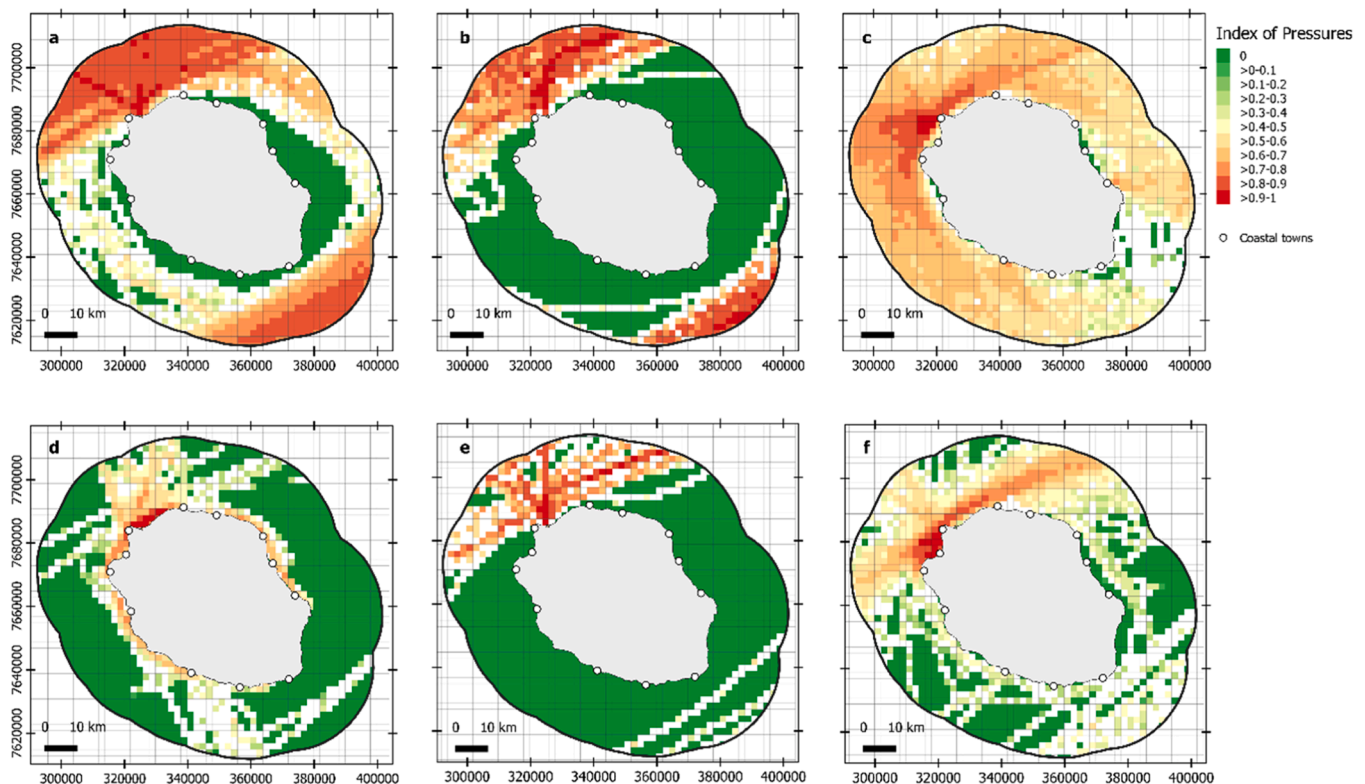 a
b
c
Index of Pressures
0
>0-0.1
>0.1-0.2
>0.2-0.3
>0.3-0.4
>0.4-0.5
>0.5-0.6
>0.6-0.7
>0.7-0.8
>0.8-0.9
>0.9-1
Coastal towns
7700000
7680000
7660000
7640000
7620000
0 10 km
0 10 km
0 10 km
300000 320000 340000 360000 380000 400000
300000 320000 340000 360000 380000 400000
300000 320000 340000 360000 380000 400000
d
e
f
7700000
7680000
7660000
7640000
7620000
0 10 km
0 10 km
0 10 km
300000 320000 340000 360000 380000 400000
300000 320000 340000 360000 380000 400000
300000 320000 340000 360000 380000 400000